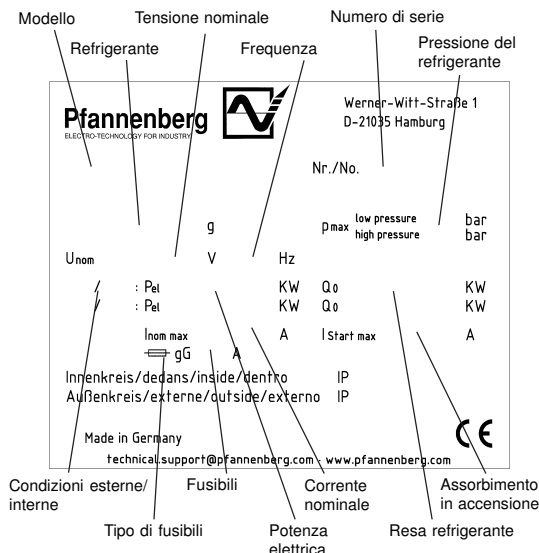 Modello Tensione nominale Numero di serie
Refrigerante Frequenza Pressione del
refrigerante
Pfannenberg
ELECTRO-TECHNOLOGY FOR INDUSTRY
Werner-Witt-Straße 1
D-21035 Hamburg
Nr./No.
g pmax low pressure bar
high pressure bar
Unom V Hz
/ : Pel KW Q0 KW
/ : Pel KW Q0 KW
Inom max A IStart max A
gG A
Innenkreis/dedans/inside/dentro IP
Außenkreis/externe/outside/externo IP
CE
Made in Germany
technical.support@pfannenberg.com - www.pfannenberg.com
Condizioni esterne/
interne
Fusibili
Corrente
nominale
Assorbimento
in accensione
Tipo di fusibili
Potenza
elettrica
Resa refrigerante